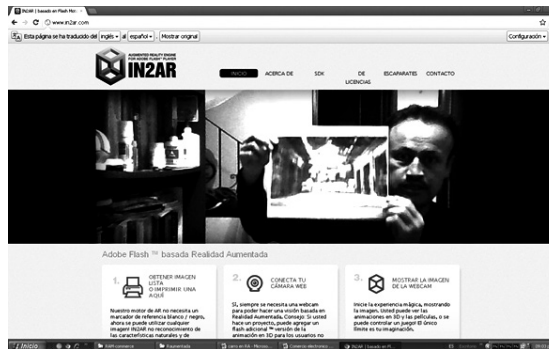 IN2AR | basado en Flash Mot
www.in2ar.com
Esta página se ha traducido del inglés al español Mostrar original
Configuración
AUGMENTED REALITY ENGINE
FOR ADOBE FLASH PLAYER
IN2AR
INICIO ACERCA DE SDK DE LICENCIAS ESCAPARATES CONTACTO
Adobe Flash ™ basada Realidad Aumentada
1. OBTENER IMAGEN
LISTA
O IMPRIMIR UNA
AQUÍ
Nuestro motor de AR no necesita un
marcador de referencia blanco / negro,
ahora se puede utilizar cualquier
imagen! IN2AR no reconocimiento de
las características naturales y de
2. CONECTA TU
CÁMARA WEB
Sí, siempre se necesita una webcam
para poder hacer una visión basada en
Realidad Aumentada. Consejo: Si usted
hace un proyecto, puede agregar un
flash adicional ™ versión de la
animación en 3D para los usuarios no
3. MOSTRAR LA IMAGEN
DE LA WEBCAM
Inicie la experiencia mágica, mostrando
la imagen. Usted puede ver las
animaciones en 3D y las películas, o se
puede controlar un juego! El único
límite es tu imaginación.
Inicio